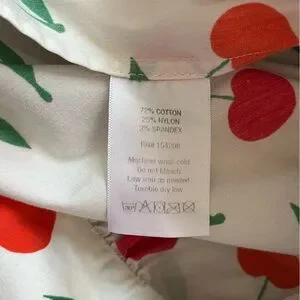 72% COTTON
25% NYLON
3% SPANDEX
Machine wash cold
Do not bleach
Low iron as needed
Tumble dry low